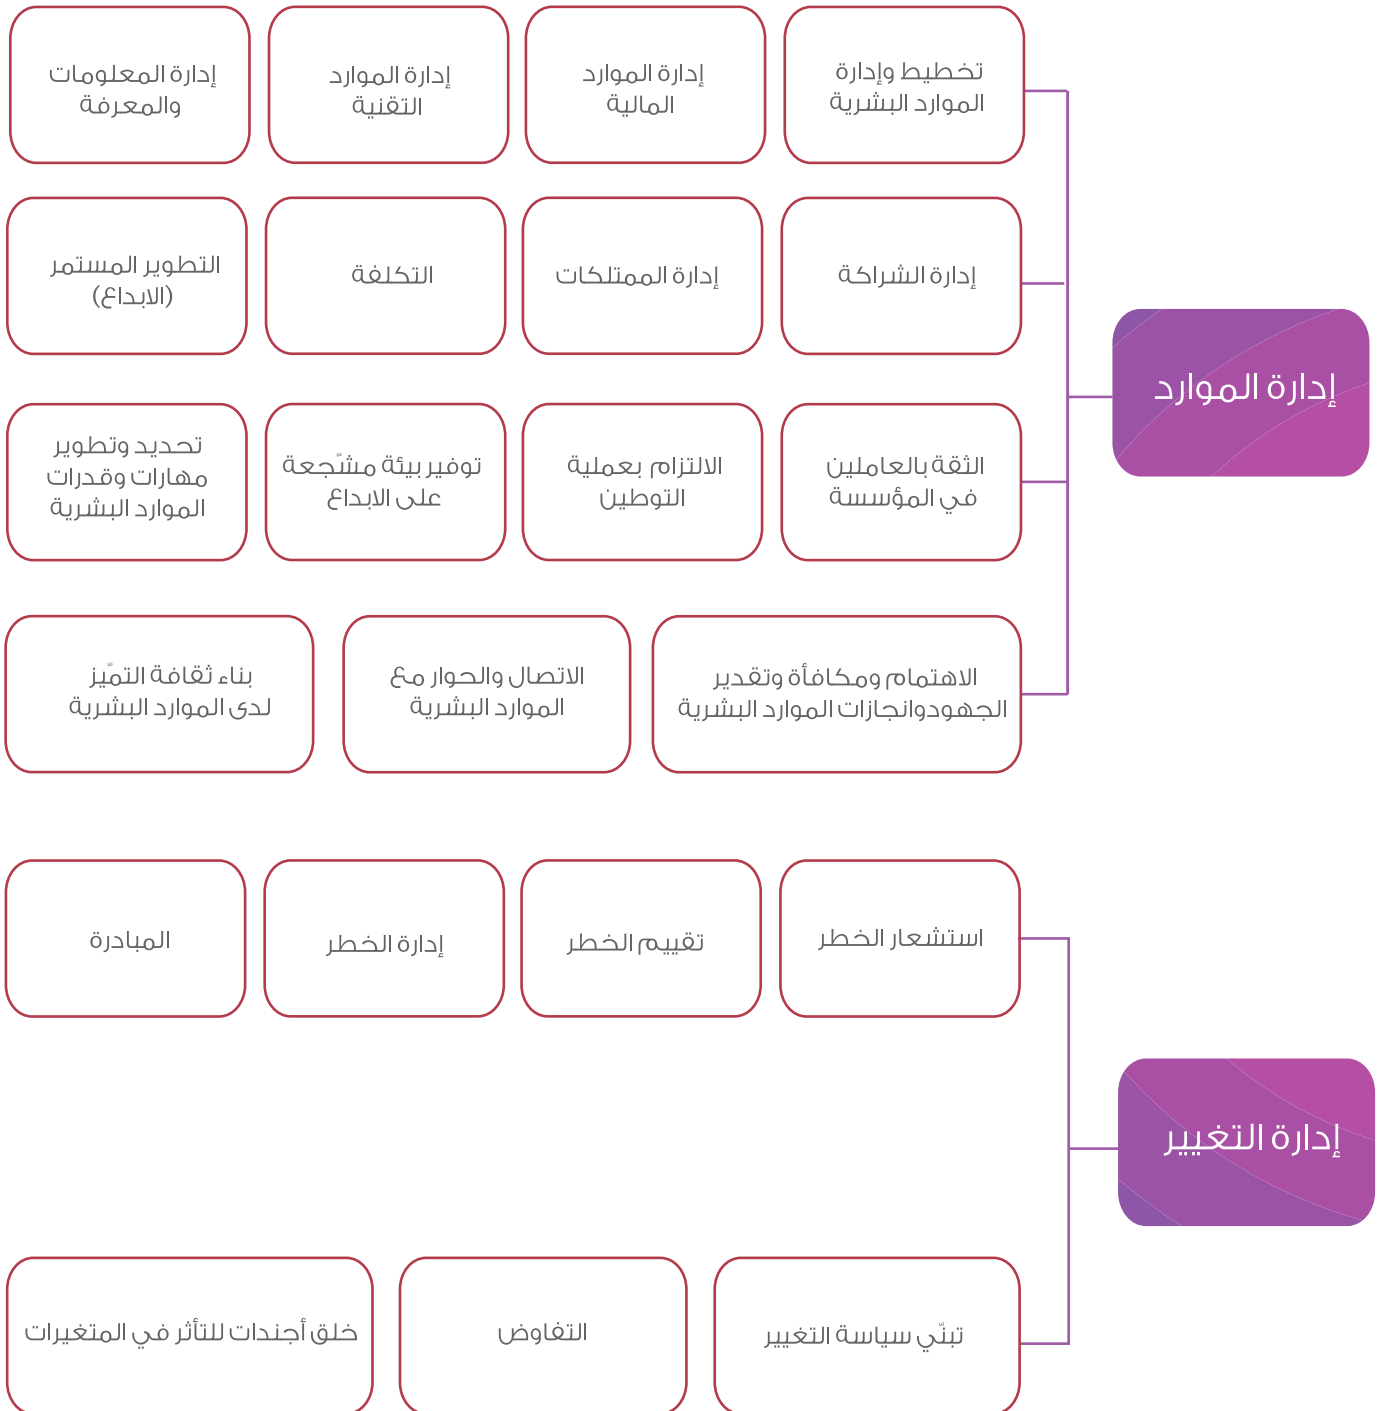 إدارة الموارد
تخطيط وإدارة
الموارد البشرية
إدارة الموارد
المالية
إدارة الموارد
التقنية
إدارة المعلومات
والمعرفة
إدارة الشراكة
إدارة الممتلكات
التكلفة
التطوير المستمر
(الابداع)
الثقة بالعاملين
في المؤسسة
الالتزام بعملية
التوطين
توفير بيئة مشّجعة
على الابداع
تحديد وتطوير
مهارات وقدرات
الموارد البشرية
الاهتمام ومكافأة وتقدير
الجهودوانجازات الموارد البشرية
الاتصال والحوار مع
الموارد البشرية
بناء ثقافة التمّيز
لدى الموارد البشرية
إدارة التغيير
استشعار الخطر
تقييم الخطر
إدارة الخطر
المبادرة
تبنّي سياسة التغيير
التفاوض
خلق أجندات للتأثر في المتغيرات